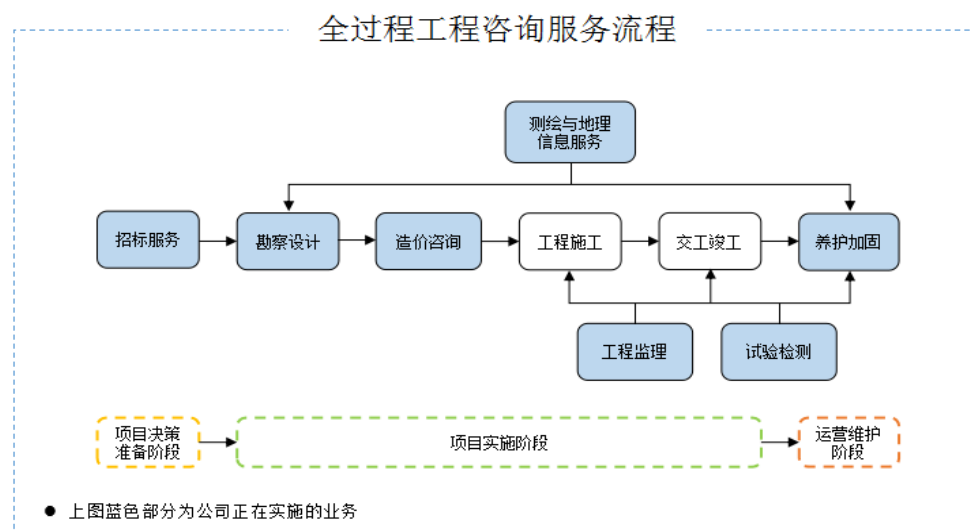 全过程工程咨询服务流程
测绘与地理
信息服务
招标服务
勘察设计
造价咨询
工程施工
交工竣工
养护加固
工程监理
试验检测
项目决策
准备阶段
项目实施阶段
运营维护
阶段
● 上图蓝色部分为公司正在实施的业务